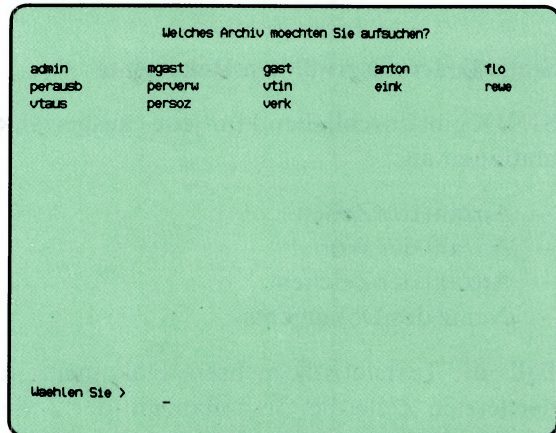 Welches Archiv moechten Sie aufsuchen?
admin mgast gast anton flo
perausb perverw vtin eink rewe
vtaus persoz verk
Waehlen Sie > _